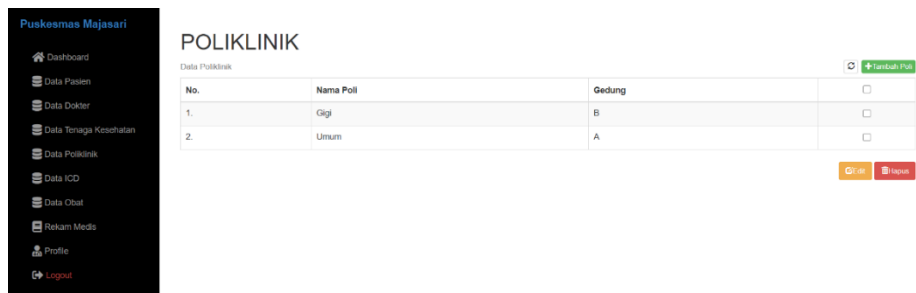 Puskesmas Majasari
Dashboard
Data Pasien
Data Dokter
Data Tenaga Kesehatan
Data Poliklinik
Data ICD
Data Obat
Rekam Medis
Profile
Logout
POLIKLINIK
Data Poliklinik
+Tambah Poli
No. Nama Poli Gedung
1. Gigi B
2. Umum A
Edit Hapus